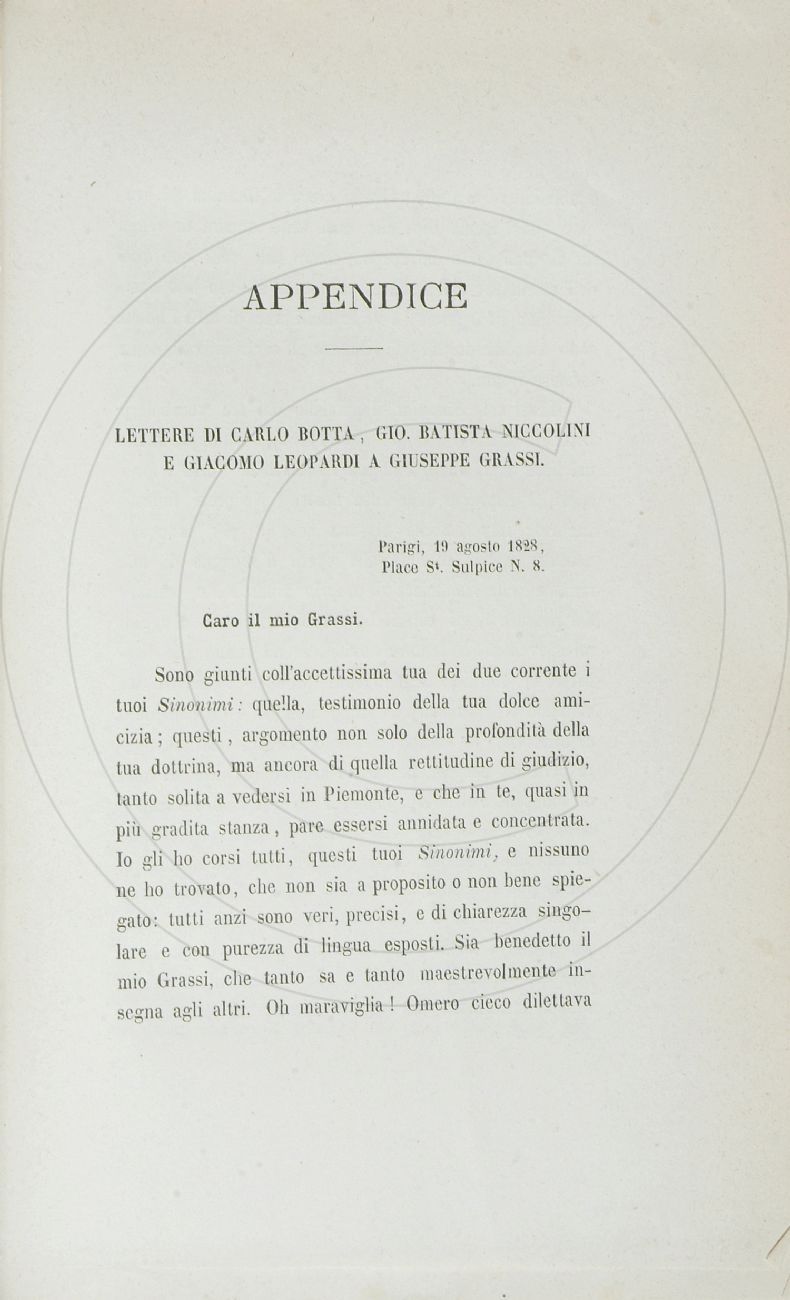 APPENDICE
LETTERE DI CARLO BOTTA, GIO. BATISTA NICCOLINI
E GIACOMO LEOPARDI A GIUSEPPE GRASSI.
Parigi, 19 agosto 1828,
Place St. Sulpice N. 8.
Caro il mio Grassi.
Sono giunti coll'accettissima tua dei due corrente i
tuoi Sinonimi: quella, testimonio della tua dolce ami-
cizia; questi, argomento non solo della profondità della
tua dottrina, ma ancora di quella rettitudine di giudizio,
tanto solita a vedersi in Piemonte, e che in te, quasi in
più gradita stanza, pare essersi annidata e concentrata.
Io gli ho corsi tutti, questi tuoi Sinonimi, e nissuno
ne ho trovato, che non sia a proposito o non bene spie-
gato: tutti anzi sono veri, precisi, e di chiarezza singo-
lare e con purezza di lingua esposti. Sia benedetto il
mio Grassi, che tanto sa e tanto maestrevolmente in-
segna agli altri. Oh maraviglia! Omero cieco dilettava